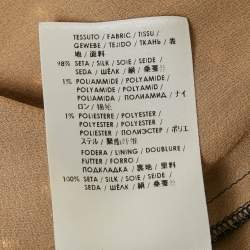 TESSUTO / FABRIC / TISSU /
GEWEBE / TEJIDO / ТКАНЬ / 表
地 / 面料
98% SETA / SILK / SOIE / SEIDE /
SEDA / ШЁЛК / 絹 / 桑蚕丝
1% POLIAMMIDE / POLYAMIDE /
POLYAMIDE / POLYAMID /
POLIAMIDA / ПОЛИАМИД / ナイ
ロン / 锦纶
1% POLIESTERE / POLYESTER /
POLYESTER / POLYESTER /
POLIESTER / ПОЛИЭСТЕР / ポリエ
ステル / 聚酯纤维
FODERA / LINING / DOUBLURE /
FUTTER / FORRO /
ПОДКЛАДКА / 裏地 / 里料
100% SETA / SILK / SOIE / SEIDE /
SEDA / ШЁЛК / 絹 / 桑蚕丝